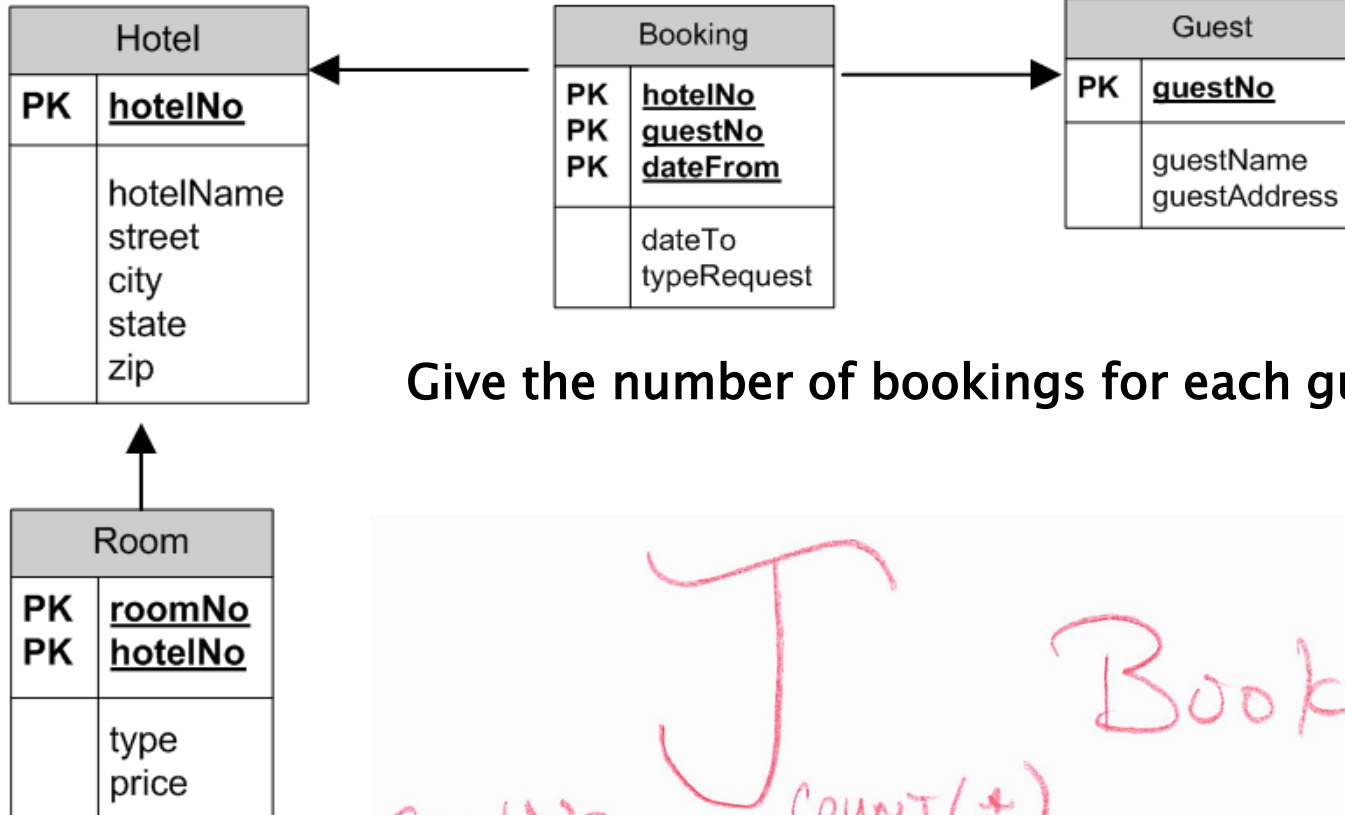 Hotel
PK hotelNo
hotelName
street
city
state
zip
Booking
PK hotelNo
PK guestNo
PK dateFrom
dateTo
typeRequest
Guest
PK guestNo
guestName
guestAddress
Give the number of bookings for each gu
Room
PK roomNo
PK hotelNo
type
price
J Book
COUNT(*)